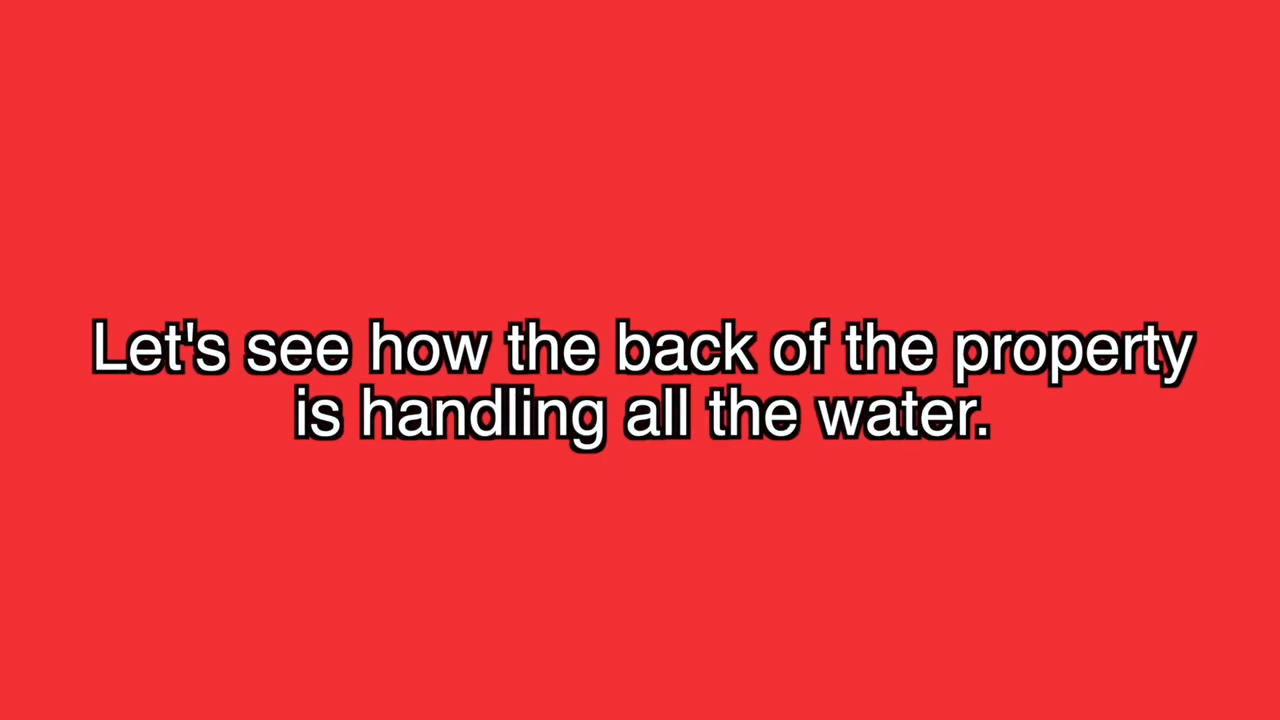 Let's see how the back of the property
is handling all the water.